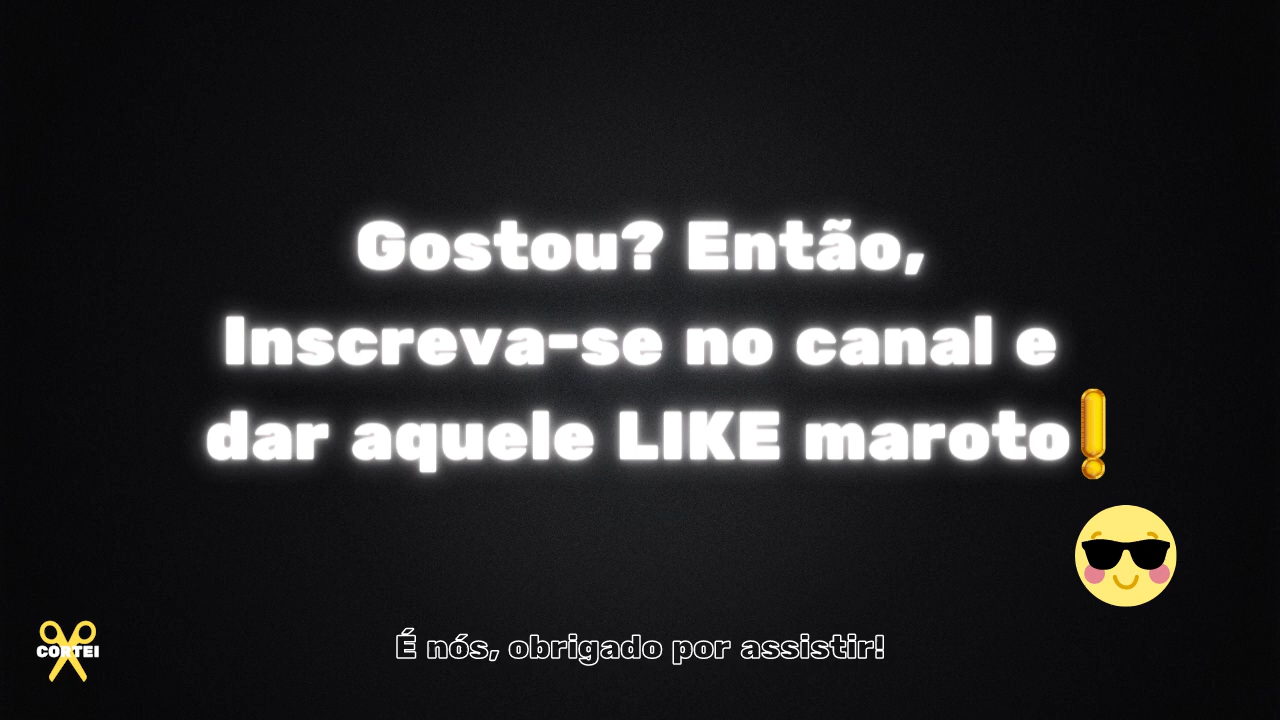 Gostou? Então,
Inscreva-se no canal e
dar aquele LIKE maroto!
É nós, obrigado por assistir!
CORTEI